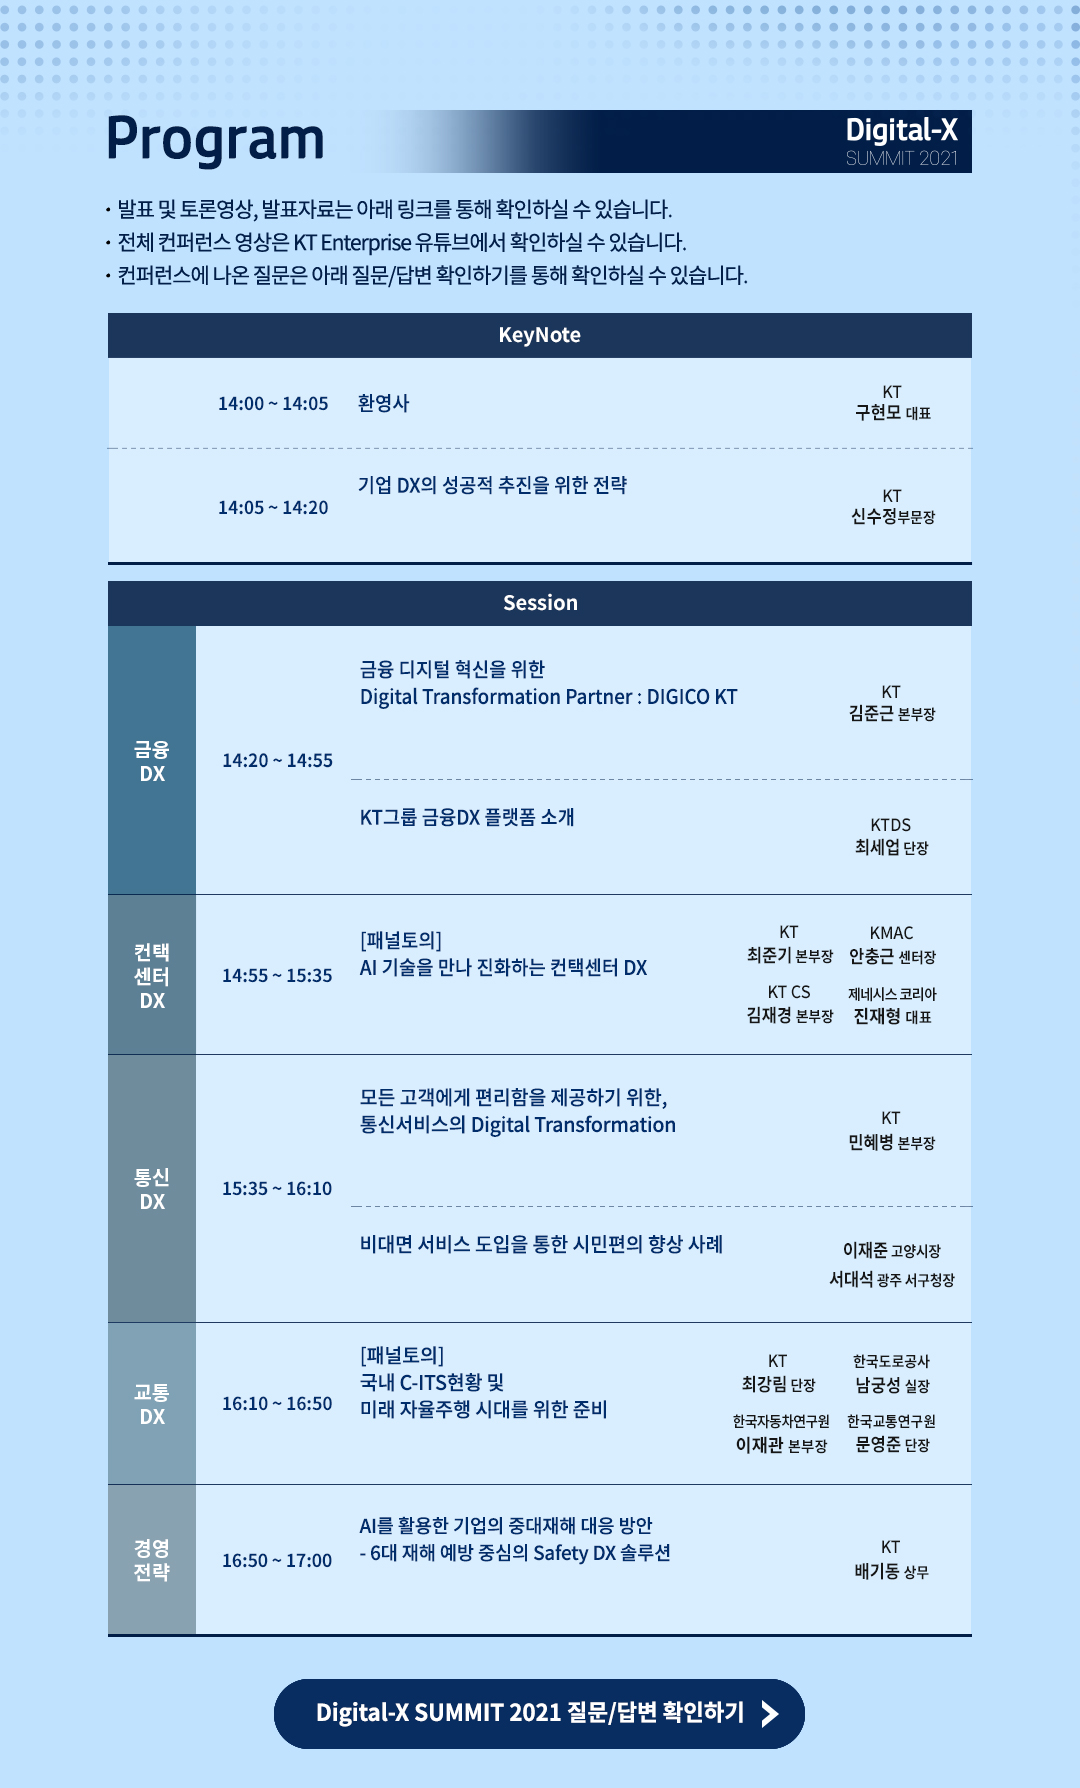 Program
Digital-X
SUMMIT 2021
· 발표 및 토론영상, 발표자료는 아래 링크를 통해 확인하실 수 있습니다.
· 전체 컨퍼런스 영상은 KT Enterprise 유튜브에서 확인하실 수 있습니다.
· 컨퍼런스에 나온 질문은 아래 질문/답변 확인하기를 통해 확인하실 수 있습니다.
KeyNote
14:00 ~ 14:05
환영사
KT
구현모 대표
14:05 ~ 14:20
기업 DX의 성공적 추진을 위한 전략
KT
신수정부문장
Session
금융
DX
14:20 ~ 14:55
금융 디지털 혁신을 위한
Digital Transformation Partner : DIGICO KT
KT
김준근 본부장
KT그룹 금융DX 플랫폼 소개
KTDS
최세업 단장
컨택
센터
DX
14:55 ~ 15:35
[패널토의]
AI 기술을 만나 진화하는 컨택센터 DX
KT
최준기 본부장
KMAC
안충근 센터장
KT CS
김재경 본부장
제네시스 코리아
진재형 대표
통신
DX
15:35 ~ 16:10
모든 고객에게 편리함을 제공하기 위한,
통신서비스의 Digital Transformation
KT
민혜병 본부장
비대면 서비스 도입을 통한 시민편의 향상 사례
이재준 고양시장
서대석 광주 서구청장
교통
DX
16:10 ~ 16:50
[패널토의]
국내 C-ITS현황 및
미래 자율주행 시대를 위한 준비
KT
최강림 단장
한국도로공사
남궁성 실장
한국자동차연구원
이재관 본부장
한국교통연구원
문영준 단장
경영
전략
16:50 ~ 17:00
AI를 활용한 기업의 중대재해 대응 방안
- 6대 재해 예방 중심의 Safety DX 솔루션
KT
배기동 상무
Digital-X SUMMIT 2021 질문/답변 확인하기